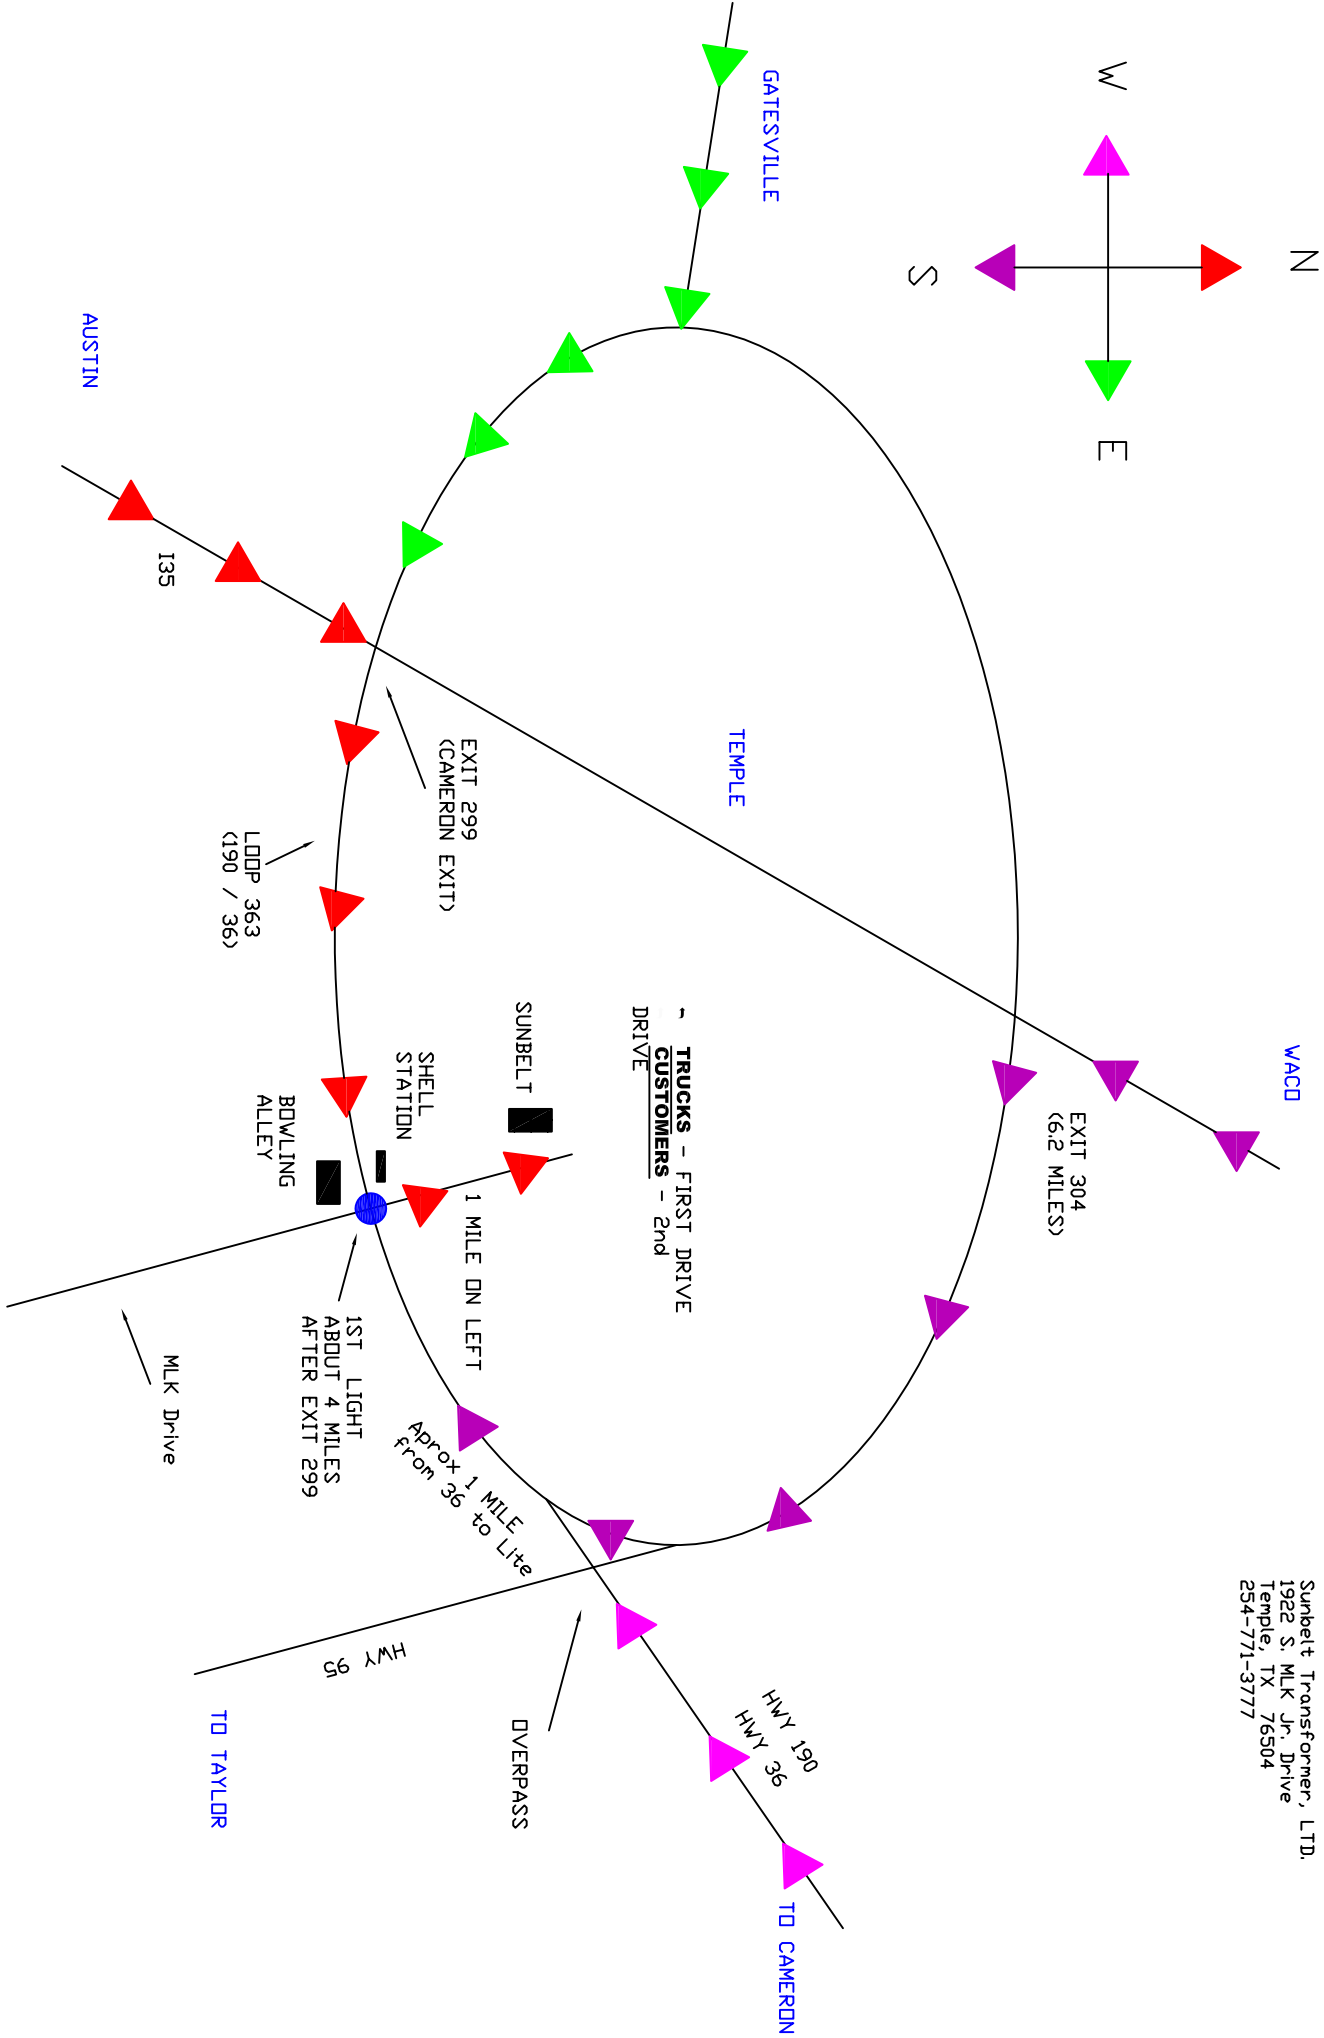 N
W
E
S
WACO
Sunbelt Transformer, LTD.
1922 S. MLK Jr. Drive
Temple, TX 76504
254-771-3777
EXIT 304
(6.2 MILES)
GATESVILLE
TEMPLE
TO CAMERON
HWY 190
HWY 36
TRUCKS - FIRST DRIVE
CUSTOMERS - 2nd
DRIVE
SUNBELT
OVERPASS
EXIT 299
(CAMERON EXIT)
1 MILE ON LEFT
Aprox 1 MILE
from 36 to Lite
SHELL
STATION
HWY 95
1ST LIGHT
ABOUT 4 MILES
AFTER EXIT 299
BOWLING
ALLEY
LOOP 363
(190 / 36)
TO TAYLOR
I35
MLK Drive
AUSTIN